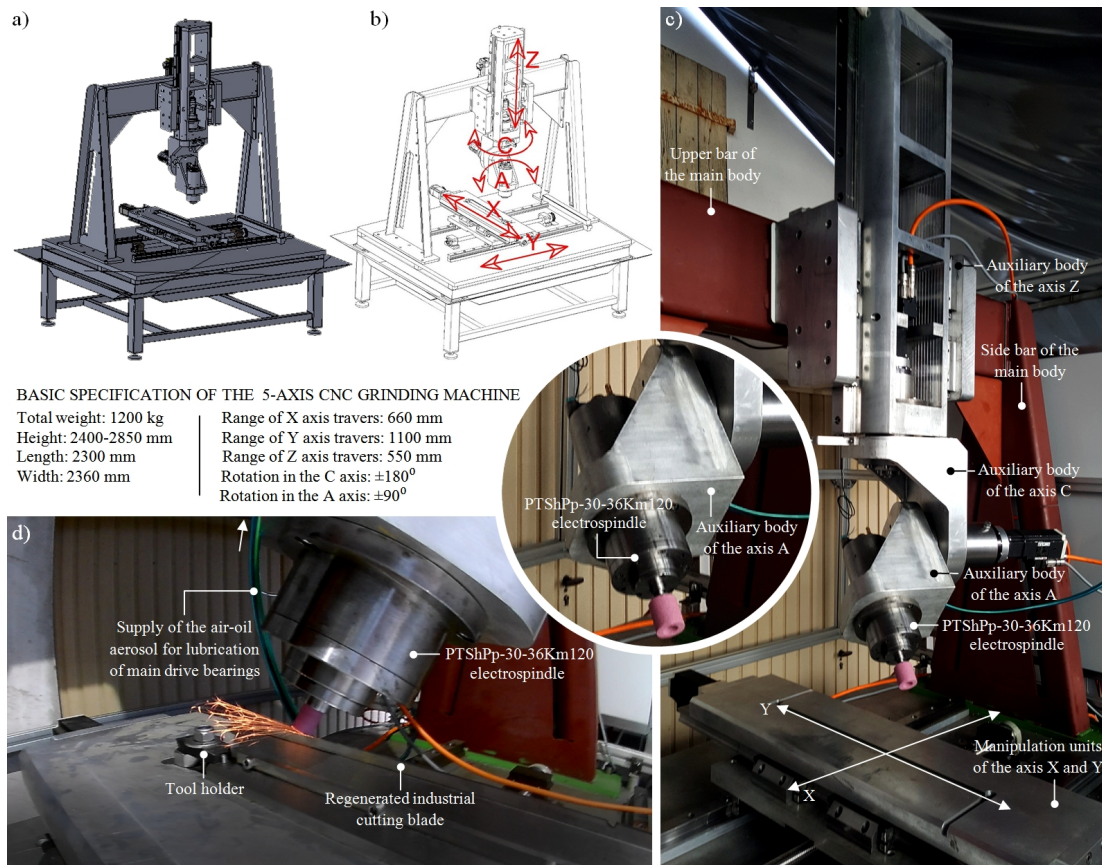 a)
b)
Z
C
A
X
Y
BASIC SPECIFICATION OF THE 5-AXIS CNC GRINDING MACHINE
Total weight: 1200 kg
Height: 2400-2850 mm
Length: 2300 mm
Width: 2360 mm
Range of X axis travers: 660 mm
Range of Y axis travers: 1100 mm
Range of Z axis travers: 550 mm
Rotation in the C axis: ±180⁰
Rotation in the A axis: ±90⁰
c)
Upper bar of
the main body
Auxiliary body
of the axis Z
Side bar of the
main body
Auxiliary body
of the axis C
Auxiliary body
of the axis A
PTShPp-30-36Km120
electrospindle
Y
X
Manipulation units
of the axis X and Y
PTShPp-30-36Km120
electrospindle
Auxiliary body
of the axis A
d)
Supply of the air-oil
aerosol for lubrication
of main drive bearings
PTShPp-30-36Km120
electrospindle
Tool holder
Regenerated industrial
cutting blade